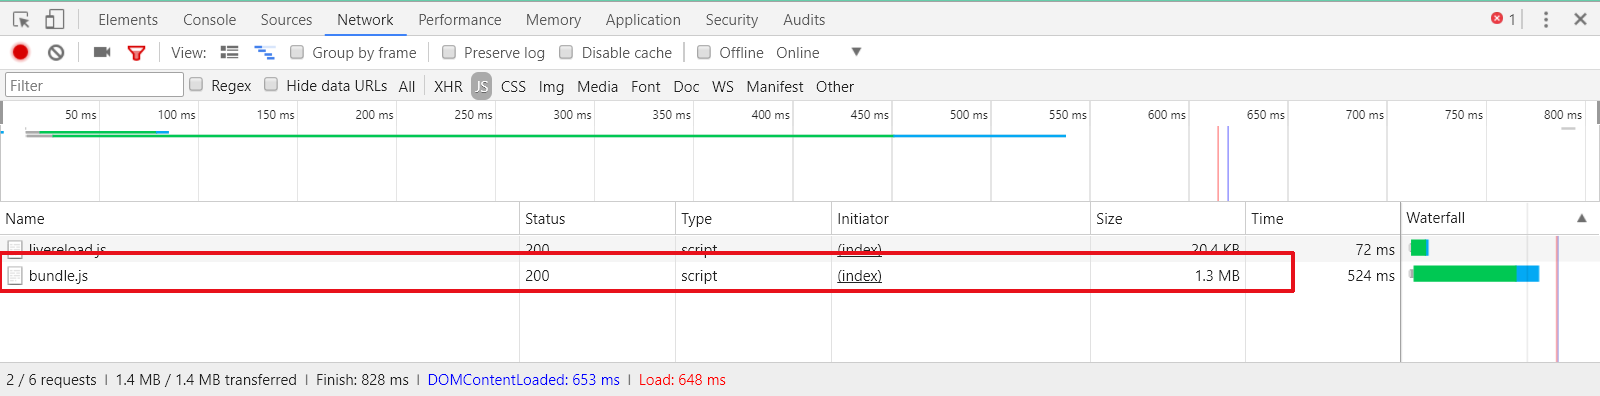 Elements Console Sources Network Performance Memory Application Security Audits 1
View: Group by frame Preserve log Disable cache Offline Online
Filter Regex Hide data URLs All XHR JS CSS Img Media Font Doc WS Manifest Other
50 ms 100 ms 150 ms 200 ms 250 ms 300 ms 350 ms 400 ms 450 ms 500 ms 550 ms 600 ms 650 ms 700 ms 750 ms 800 ms
Name Status Type Initiator Size Time Waterfall
livereload.js 200 script (index) 20.4 KB 72 ms
bundle.js 200 script (index) 1.3 MB 524 ms
2 / 6 requests | 1.4 MB / 1.4 MB transferred | Finish: 828 ms | DOMContentLoaded: 653 ms | Load: 648 ms